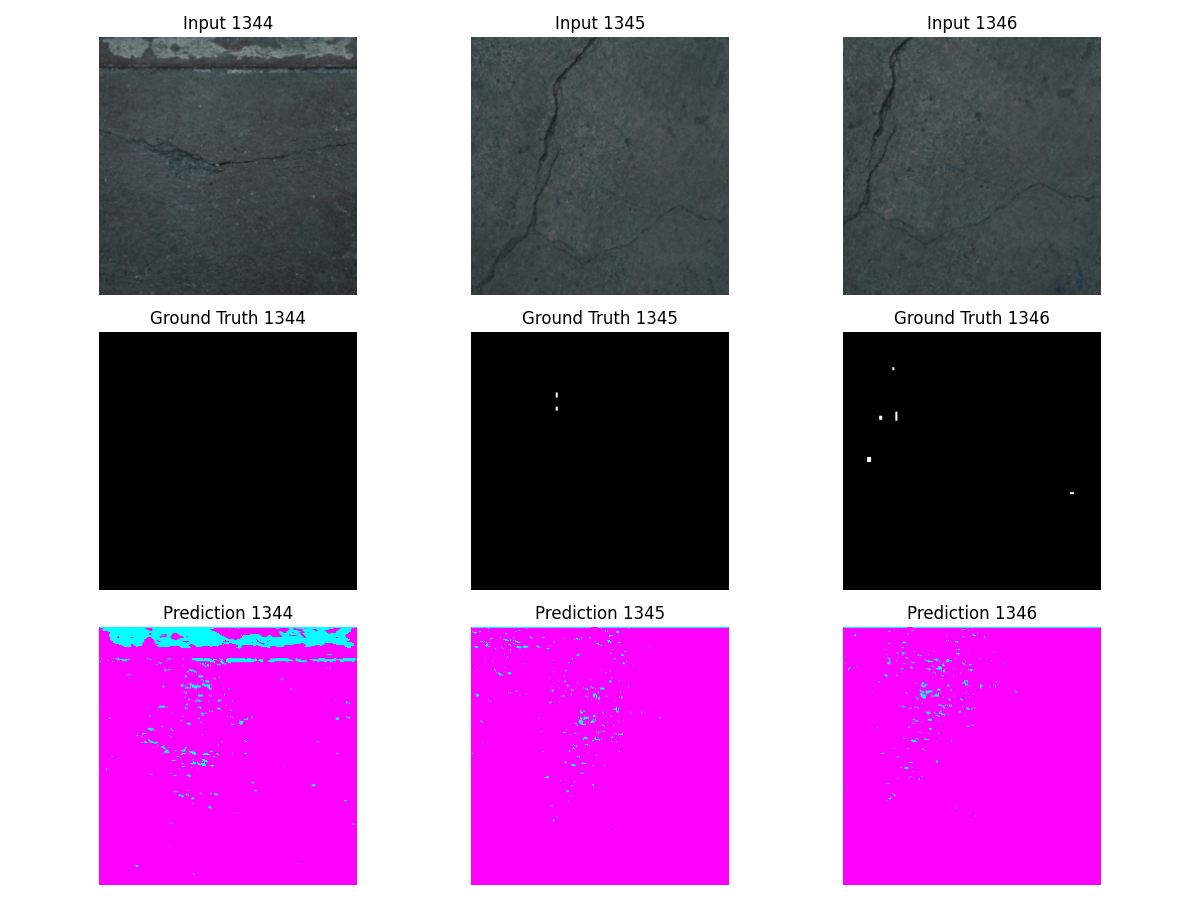 Input 1344
Input 1345
Input 1346
Ground Truth 1344
Ground Truth 1345
Ground Truth 1346
Prediction 1344
Prediction 1345
Prediction 1346